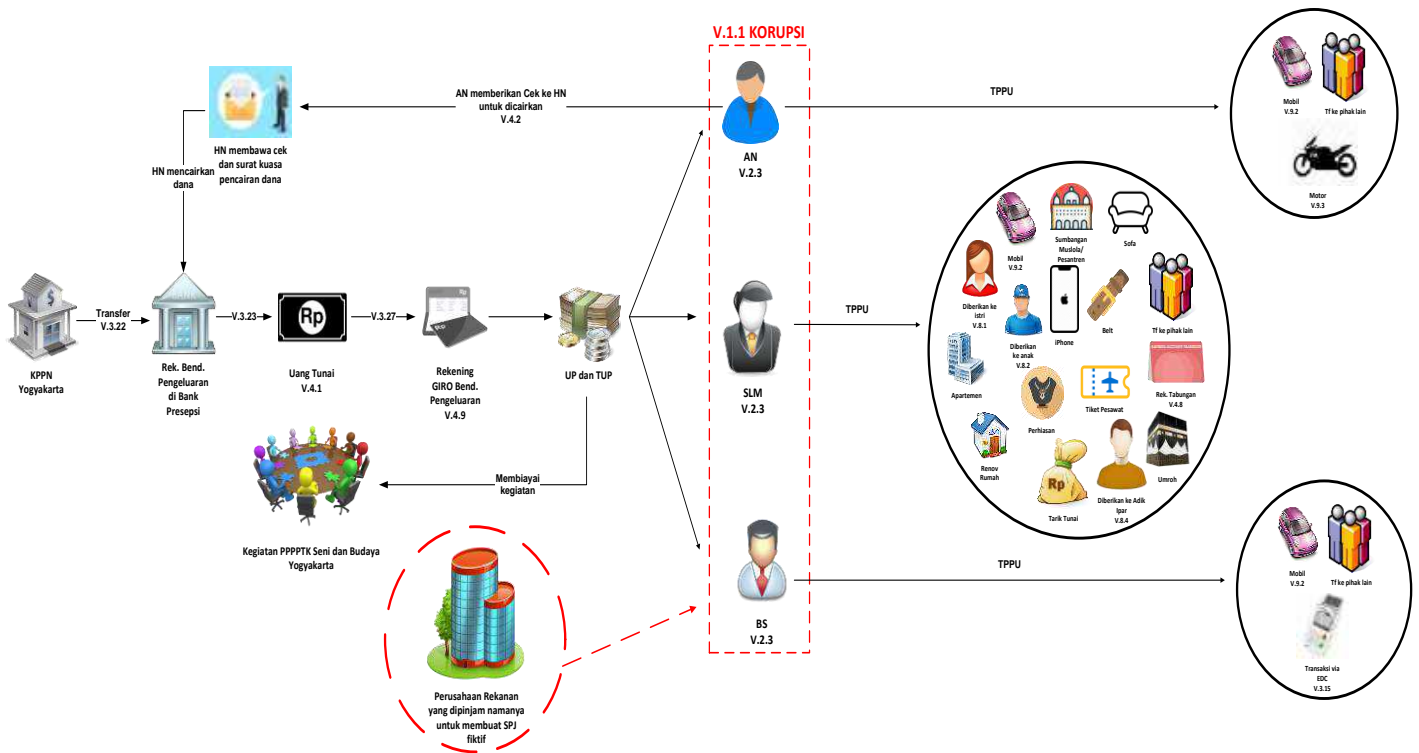 V.1.1 KORUPSI
AN memberikan Cek ke HN
untuk dicairkan
V.4.2
TPPU
HN membawa cek
dan surat kuasa
pencairan dana
HN mencairkan
dana
AN
V.2.3
Mobil
V.9.2
Tf ke pihak lain
Motor
V.9.3
KPPN
Yogyakarta
Transfer
V.3.22
Rek. Bend.
Pengeluaran
di Bank
Presepsi
V.3.23
Rp
Uang Tunai
V.4.1
V.3.27
Rp
Rekening
GIRO Bend.
Pengeluaran
V.4.9
UP dan TUP
SLM
V.2.3
TPPU
Mobil
V.9.2
Sumbangan
Muslola/
Pesantren
Sofa
Diberikan ke
istri
V.8.1
Diberikan
ke anak
V.8.2
iPhone
Belt
Tf ke pihak lain
Apartemen
Perhiasan
Tiket Pesawat
Rek. Tabungan
V.4.8
Renov
Rumah
Rp
Tarik Tunai
Diberikan ke Adik
Ipar
V.8.4
Umroh
Membiayai
kegiatan
Kegiatan PPPPTK Seni dan Budaya
Yogyakarta
Perusahaan Rekanan
yang dipinjam namanya
untuk membuat SPJ
fiktif
BS
V.2.3
TPPU
Mobil
V.9.2
Tf ke pihak lain
Transaksi via
EDC
V.3.15